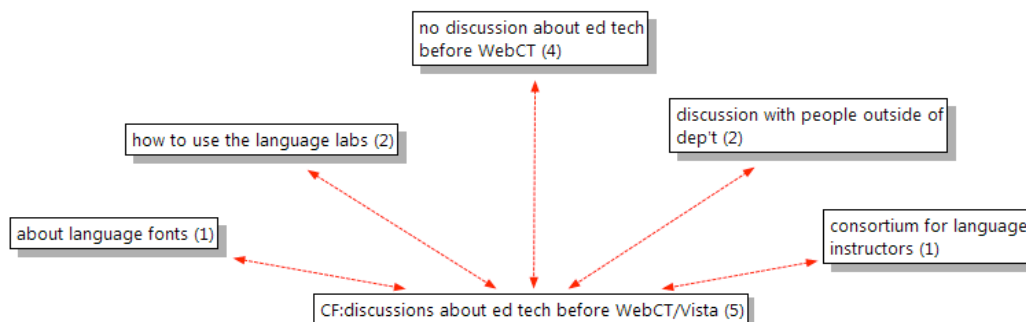 no discussion about ed tech
before WebCT (4)
discussion with people outside of
dep't (2)
how to use the language labs (2)
about language fonts (1)
consortium for language
instructors (1)
CF:discussions about ed tech before WebCT/Vista (5)